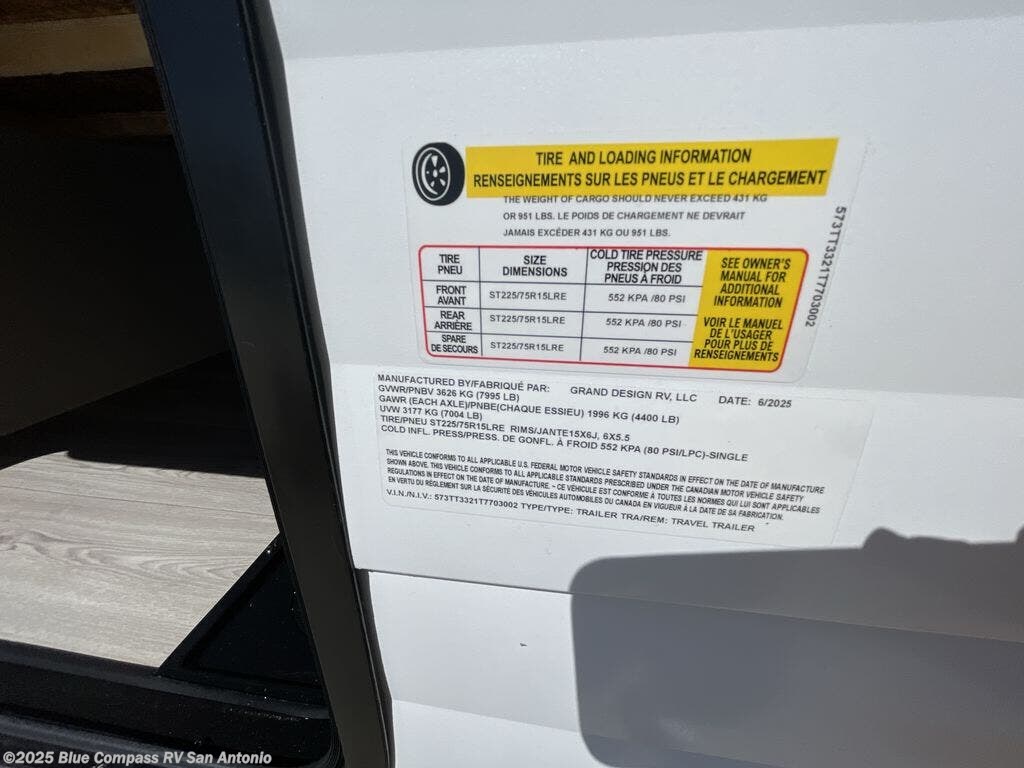 TIRE AND LOADING INFORMATION
RENSEIGNEMENTS SUR LES PNEUS ET LE CHARGEMENT
THE WEIGHT OF CARGO SHOULD NEVER EXCEED 431 KG
OR 951 LBS. LE POIDS DE CHARGEMENT NE DEVRAIT
JAMAIS EXCÉDER 431 KG OU 951 LBS.
TIRE
PNEU
SIZE
DIMENSIONS
COLD TIRE PRESSURE
PRESSION DES
PNEUS À FROID
FRONT
AVANT
ST225/75R15LRE
552 KPA /80 PSI
REAR
ARRIÈRE
ST225/75R15LRE
552 KPA /80 PSI
SPARE
DE SECOURS
ST225/75R15LRE
552 KPA /80 PSI
SEE OWNER'S
MANUAL FOR
ADDITIONAL
INFORMATION
VOIR LE MANUEL
DE L'USAGER
POUR PLUS DE
RENSEIGNEMENTS
573TT3321T7703002
MANUFACTURED BY/FABRIQUÉ PAR: GRAND DESIGN RV, LLC DATE: 6/2025
GVWR/PNBV 3626 KG (7995 LB)
GAWR (EACH AXLE)/PNBE(CHAQUE ESSIEU) 1996 KG (4400 LB)
UVW 3177 KG (7004 LB)
TIRE/PNEU ST225/75R15LRE RIMS/JANTE15X6J, 6X5.5
COLD INFL. PRESS/PRESS. DE GONFL. À FROID 552 KPA (80 PSI/LPC)-SINGLE
THIS VEHICLE CONFORMS TO ALL APPLICABLE U.S. FEDERAL MOTOR VEHICLE SAFETY STANDARDS IN EFFECT ON THE DATE OF MANUFACTURE
SHOWN ABOVE. THIS VEHICLE CONFORMS TO ALL APPLICABLE STANDARDS PRESCRIBED UNDER THE CANADIAN MOTOR VEHICLE SAFETY
REGULATIONS IN EFFECT ON THE DATE OF MANUFACTURE. ~ CE VÉHICULE EST CONFORME À TOUTES LES NORMES QUI LUI SONT APPLICABLES
EN VERTU DU RÈGLEMENT SUR LA SÉCURITÉ DES VÉHICULES AUTOMOBILES DU CANADA EN VIGUEUR À LA DATE DE SA FABRICATION.
V.I.N./N.I.V.: 573TT3321T7703002 TYPE/TYPE: TRAILER TRA/REM: TRAVEL TRAILER
©2025 Blue Compass RV San Antonio